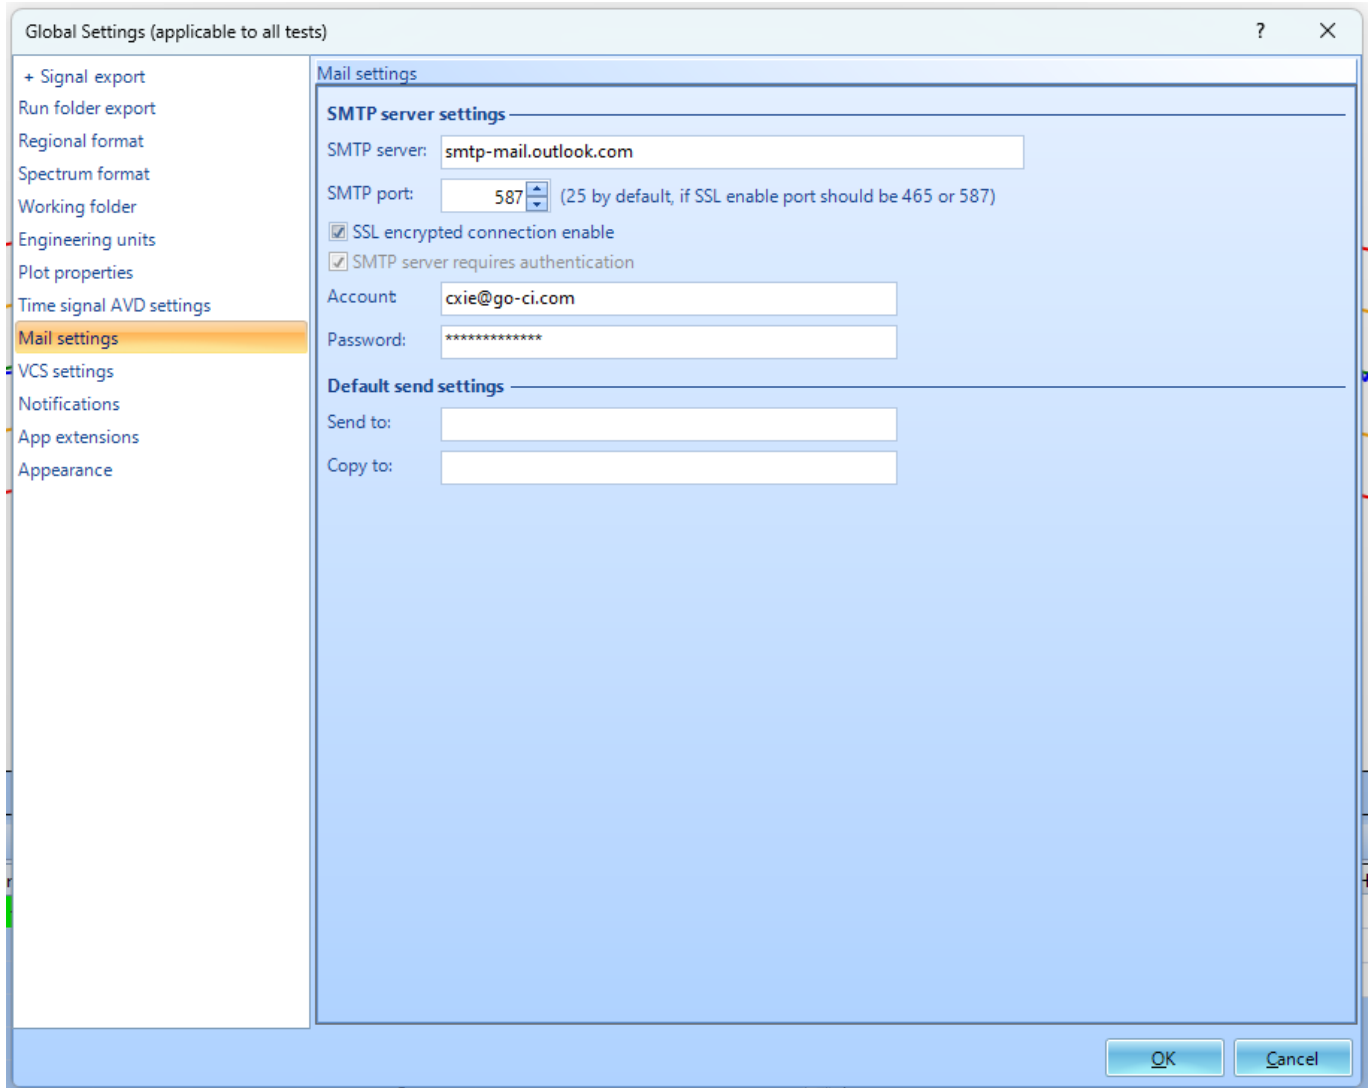 Global Settings (applicable to all tests)
?
+ Signal export
Run folder export
Regional format
Spectrum format
Working folder
Engineering units
Plot properties
Time signal AVD settings
Mail settings
VCS settings
Notifications
App extensions
Appearance
Mail settings
SMTP server settings
SMTP server: smtp-mail.outlook.com
SMTP port: 587 (25 by default, if SSL enable port should be 465 or 587)
SSL encrypted connection enable
SMTP server requires authentication
Account cxie@go-ci.com
Password: *************
Default send settings
Send to:
Copy to:
OK Cancel